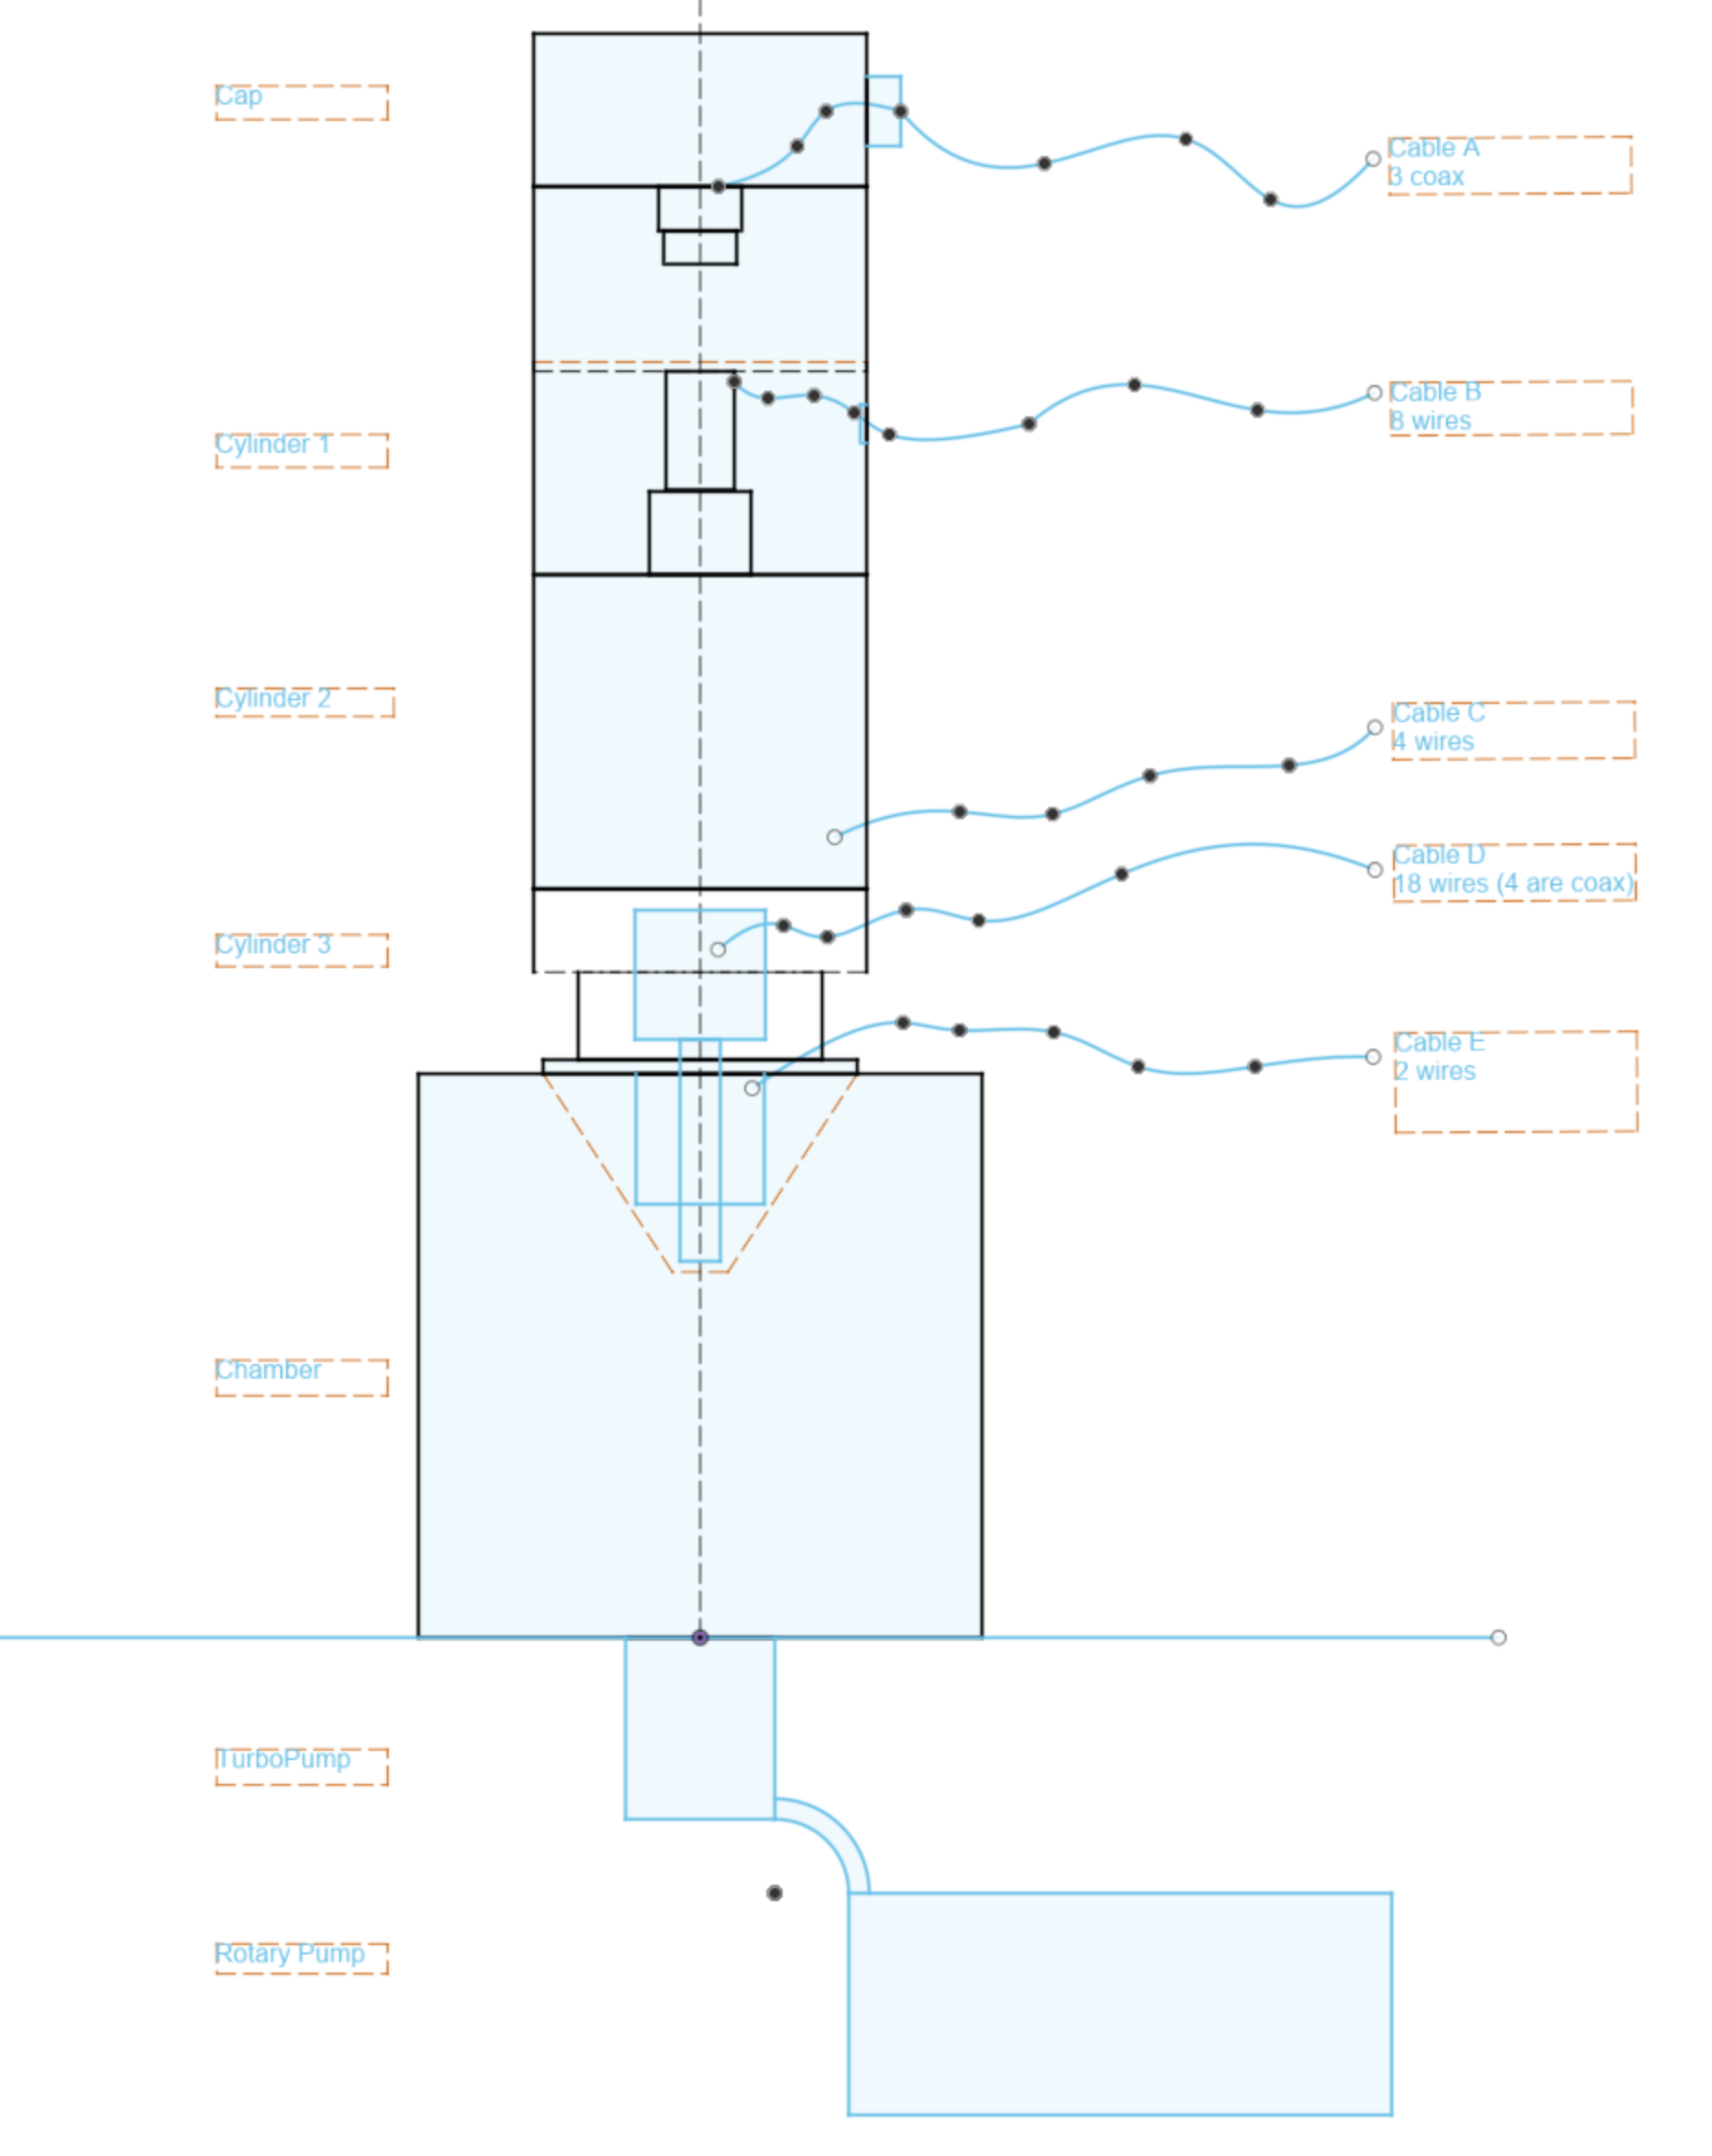 Cap
Cable A
3 coax
Cable B
8 wires
Cylinder 1
Cylinder 2
Cable C
4 wires
Cable D
18 wires (4 are coax)
Cylinder 3
Cable E
2 wires
Chamber
TurboPump
Rotary Pump